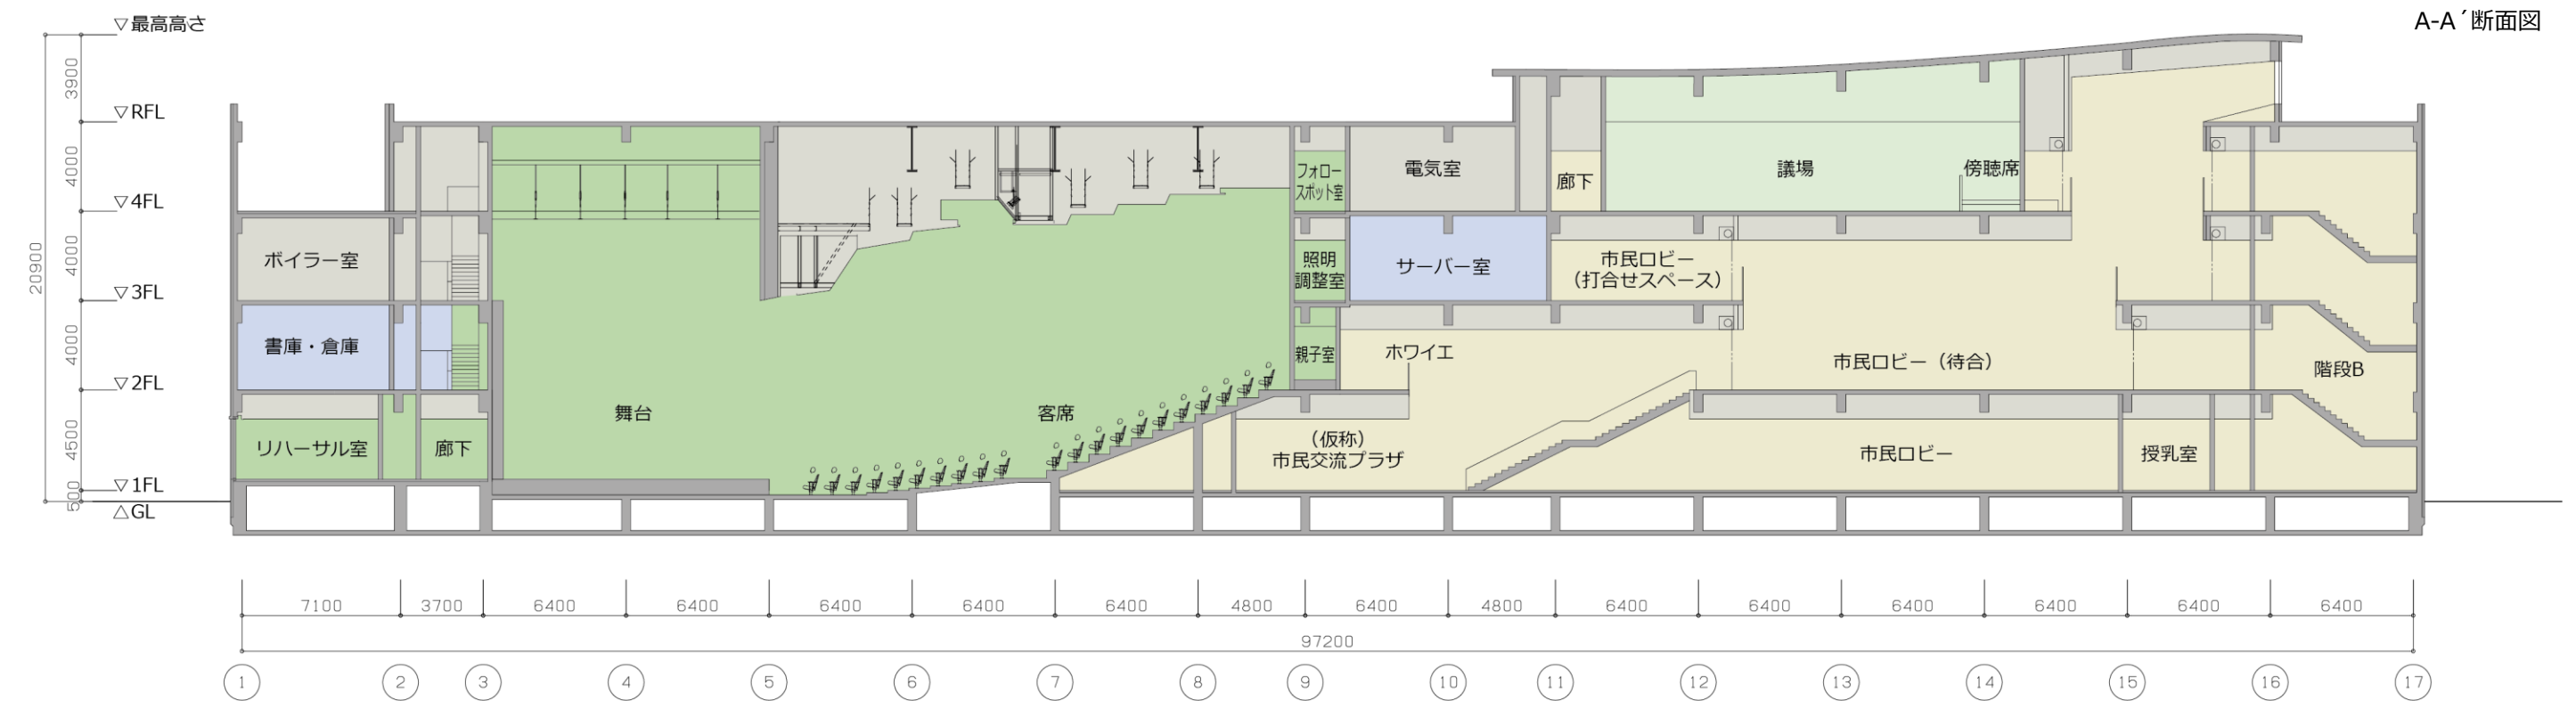 A-A´断面図
▽最高高さ
3900
▽RFL
4000
フォロー
スポット室
電気室
廊下
議場
傍聴席
▽4FL
20900
4000
ボイラー室
照明
調整室
サーバー室
市民ロビー
(打合せスペース)
▽3FL
4000
書庫・倉庫
親子室
ホワイエ
市民ロビー(待合)
階段B
▽2FL
4500
リハーサル室
廊下
舞台
客席
(仮称)
市民交流プラザ
市民ロビー
授乳室
▽1FL
500
△GL
7100 3700 6400 6400 6400 6400 6400 4800 6400 4800 6400 6400 6400 6400 6400 6400
97200
1 2 3 4 5 6 7 8 9 10 11 12 13 14 15 16 17